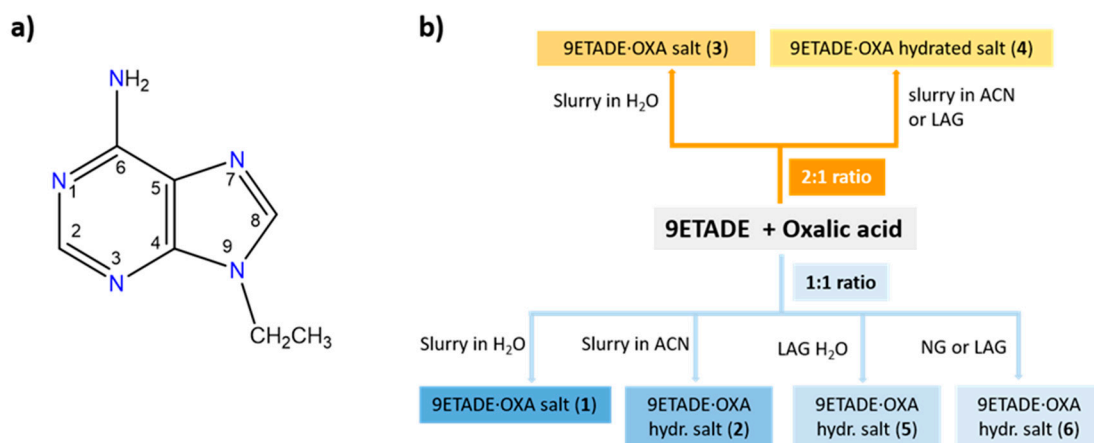 a)
NH₂
6
N
1
5
N
7
2
8
3
N
4
9
N
CH₂CH₃
b)
9ETADE·OXA salt (3)
9ETADE·OXA hydrated salt (4)
Slurry in H₂O
slurry in ACN
or LAG
2:1 ratio
9ETADE + Oxalic acid
1:1 ratio
Slurry in H₂O
Slurry in ACN
LAG H₂O
NG or LAG
9ETADE·OXA salt (1)
9ETADE·OXA
hydr. salt (2)
9ETADE·OXA
hydr. salt (5)
9ETADE·OXA
hydr. salt (6)